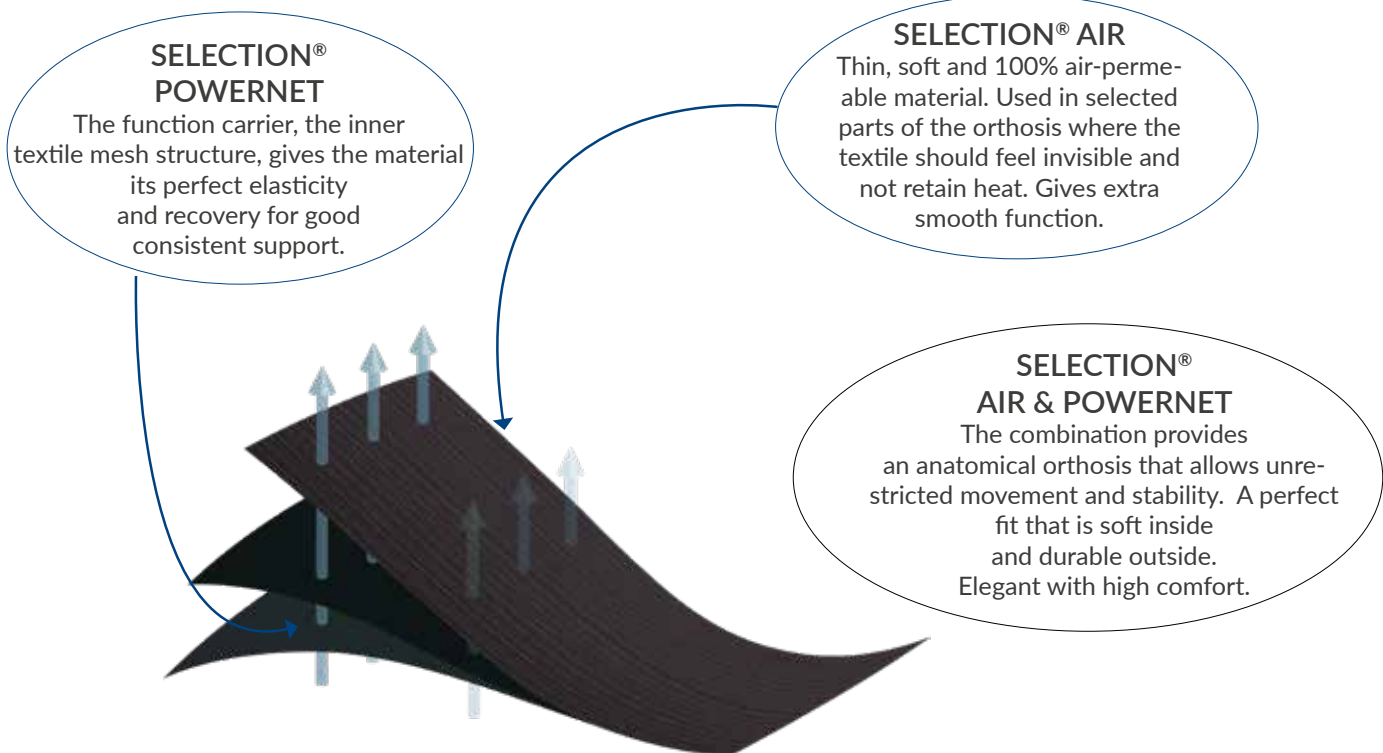 SELECTION®
POWERNET
The function carrier, the inner
textile mesh structure, gives the material
its perfect elasticity
and recovery for good
consistent support.
SELECTION® AIR
Thin, soft and 100% air-perme-
able material. Used in selected
parts of the orthosis where the
textile should feel invisible and
not retain heat. Gives extra
smooth function.
SELECTION®
AIR & POWERNET
The combination provides
an anatomical orthosis that allows unre-
stricted movement and stability.  A perfect
fit that is soft inside
and durable outside.
Elegant with high comfort.